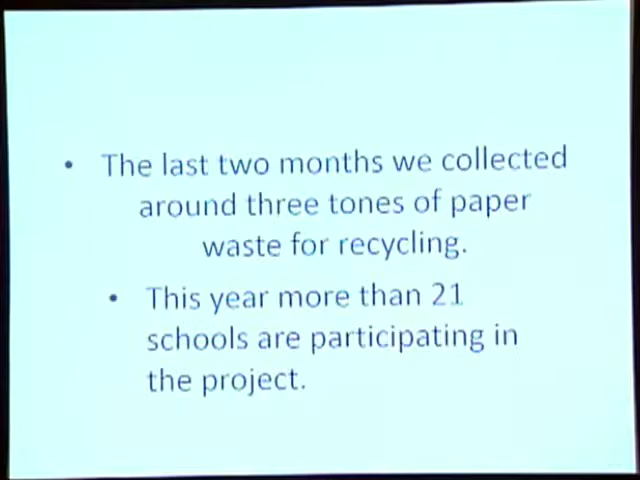 • The last two months we collected
around three tones of paper
waste for recycling.
• This year more than 21
schools are participating in
the project.